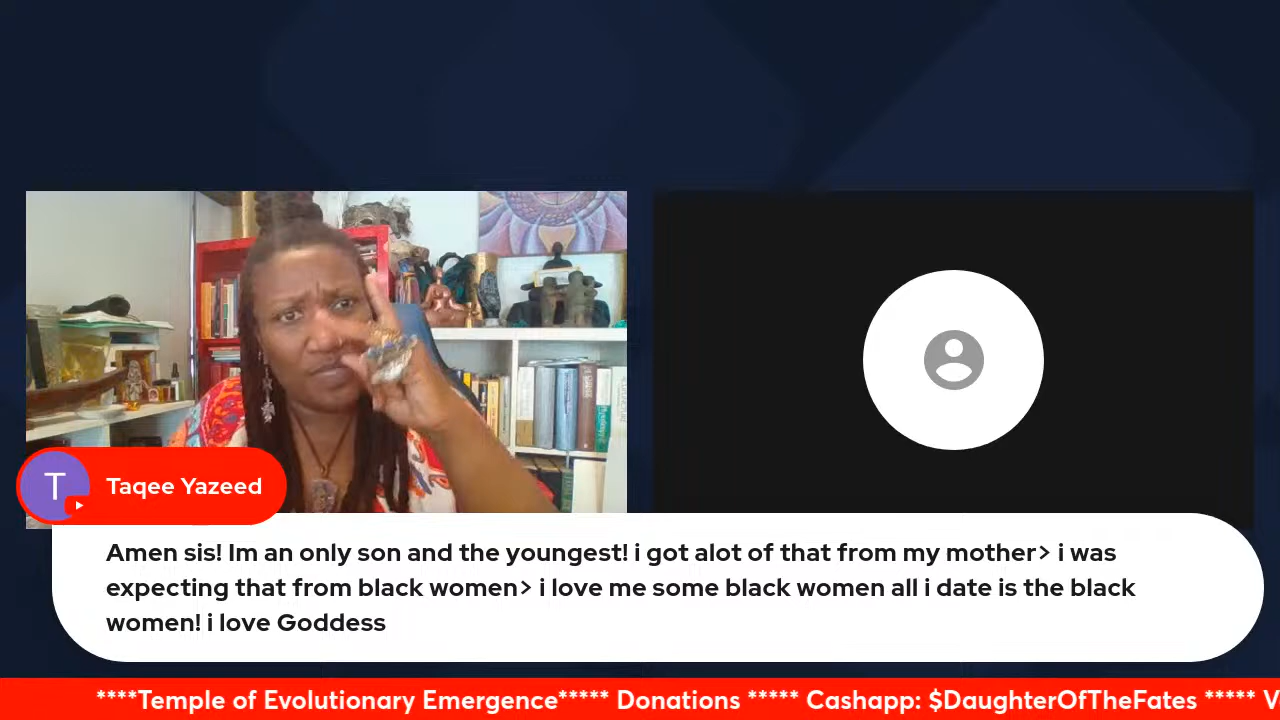 T
Taqee Yazeed
Amen sis! Im an only son and the youngest! i got alot of that from my mother> i was
expecting that from black women> i love me some black women all i date is the black
women! i love Goddess
****Temple of Evolutionary Emergence***** Donations ***** Cashapp: $DaughterOfTheFates ***** V